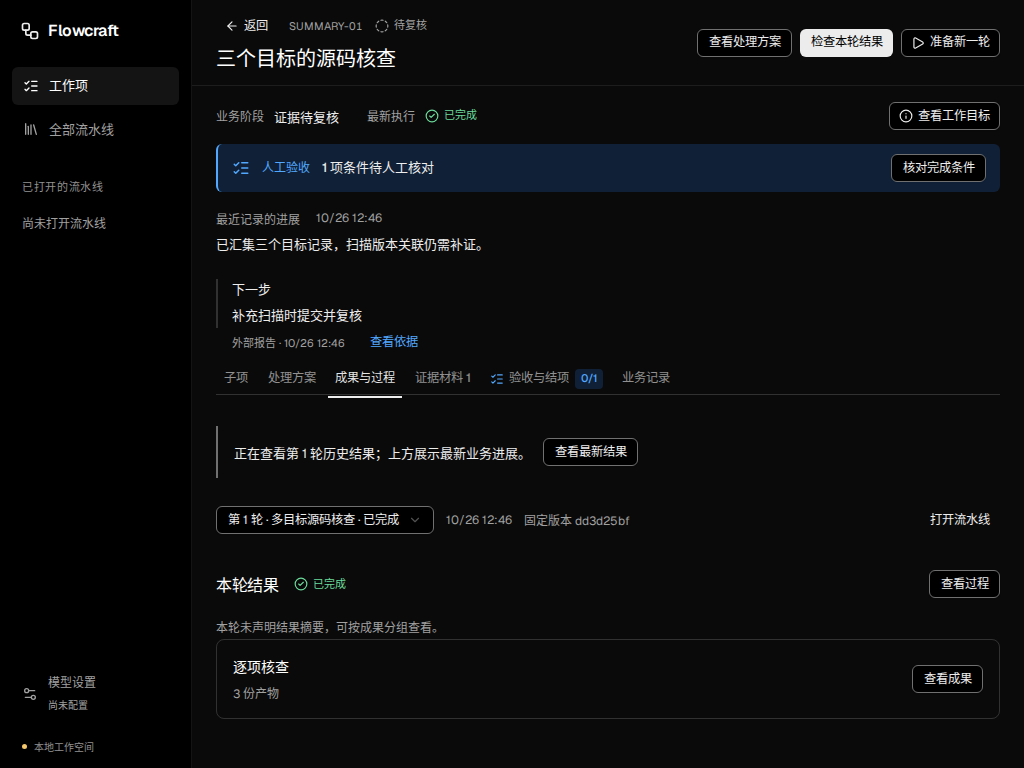 Flowcraft
工作项
全部流水线
已打开的流水线
尚未打开流水线
模型设置
尚未配置
本地工作空间
返回 SUMMARY-01 待复核
三个目标的源码核查
查看处理方案 检查本轮结果 准备新一轮
业务阶段 证据待复核 最新执行 已完成 查看工作目标
人工验收 1 项条件待人工核对 核对完成条件
最近记录的进展 10/26 12:46
已汇集三个目标记录，扫描版本关联仍需补证。
下一步
补充扫描时提交并复核
外部报告 · 10/26 12:46 查看依据
子项 处理方案 成果与过程 证据材料 1 验收与结项 0/1 业务记录
正在查看第 1 轮历史结果；上方展示最新业务进展。 查看最新结果
第 1 轮 · 多目标源码核查 · 已完成 10/26 12:46 固定版本 dd3d25bf 打开流水线
本轮结果 已完成 查看过程
本轮未声明结果摘要，可按成果分组查看。
逐项核查
3 份产物 查看成果